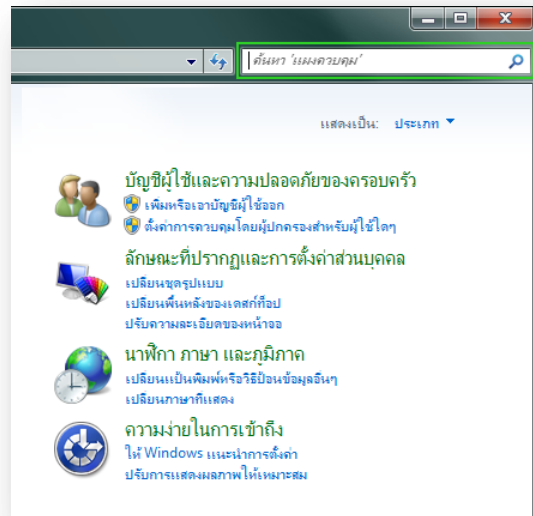 ค้นหา 'แผงควบคุม'
แสดงเป็น: ประเภท
บัญชีผู้ใช้และความปลอดภัยของครอบครัว
เพิ่มหรือเอาบัญชีผู้ใช้ออก
ตั้งค่าการควบคุมโดยผู้ปกครองสำหรับผู้ใช้ใดๆ
ลักษณะที่ปรากฏและการตั้งค่าส่วนบุคคล
เปลี่ยนชุดรูปแบบ
เปลี่ยนพื้นหลังของเดสก์ท็อป
ปรับความละเอียดของหน้าจอ
นาฬิกา ภาษา และภูมิภาค
เปลี่ยนแป้นพิมพ์หรือวิธีป้อนข้อมูลอื่นๆ
เปลี่ยนภาษาที่แสดง
ความง่ายในการเข้าถึง
ให้ Windows แนะนำการตั้งค่า
ปรับการแสดงผลภาพให้เหมาะสม